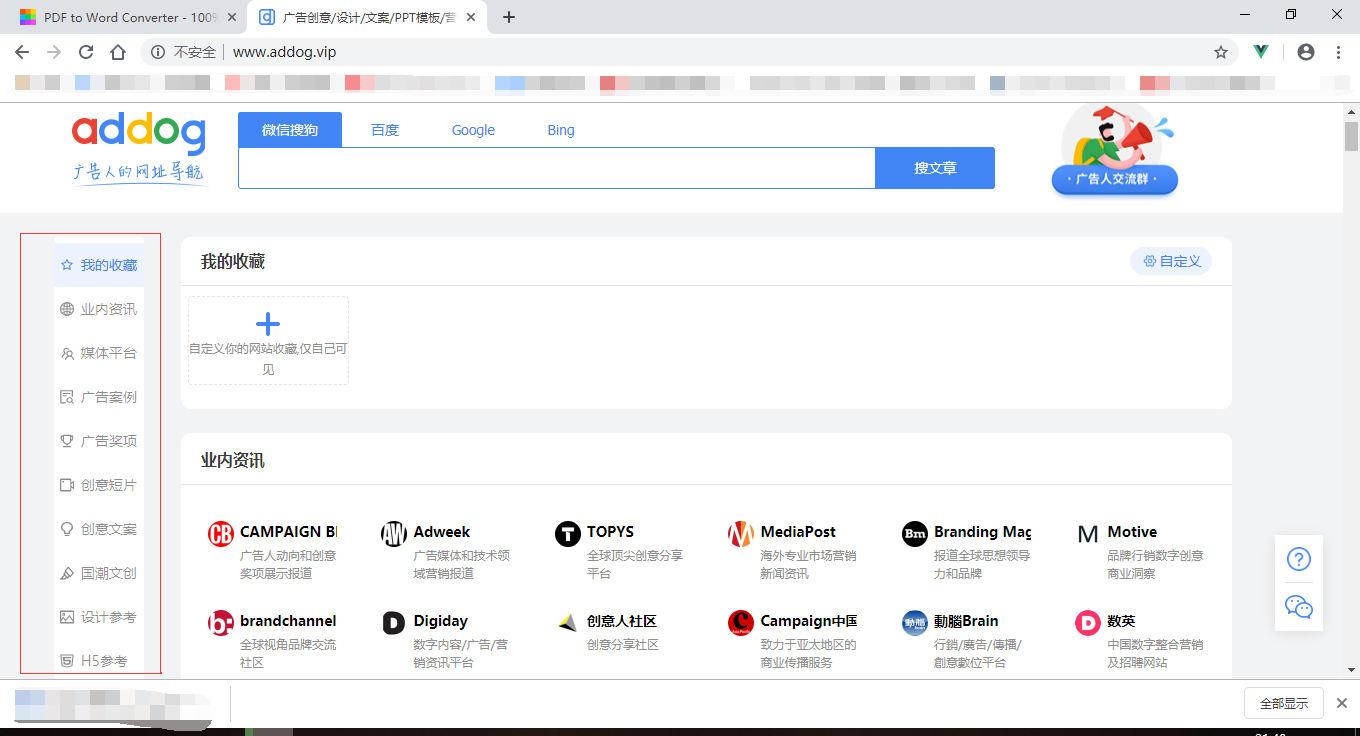 PDF to Word Converter - 100%
广告创意/设计/文案/PPT模板/营
不安全 www.addog.vip
addog
广告人的网址导航
微信搜狗 百度 Google Bing
搜文章
· 广告人交流群 ·
我的收藏
业内资讯
媒体平台
广告案例
广告奖项
创意短片
创意文案
国潮文创
设计参考
H5参考
我的收藏
自定义
自定义你的网站收藏,仅自己可
见
业内资讯
CB CAMPAIGN BI
广告人动向和创意
奖项展示报道
AW Adweek
广告媒体和技术领
域营销报道
T TOPYS
全球顶尖创意分享
平台
MediaPost
海外专业市场营销
新闻资讯
Bm Branding Mag
报道全球思想领导
力和品牌
M Motive
品牌行销数字创意
商业洞察
b: brandchannel
全球视角品牌交流
社区
D Digiday
数字内容/广告/营
销资讯平台
创意人社区
创意分享社区
Campaign中国
致力于亚太地区的
商业传播服务
動腦 動腦Brain
行銷/廣告/傳播/
創意數位平台
数英
中国数字整合营销
及招聘网站
全部显示